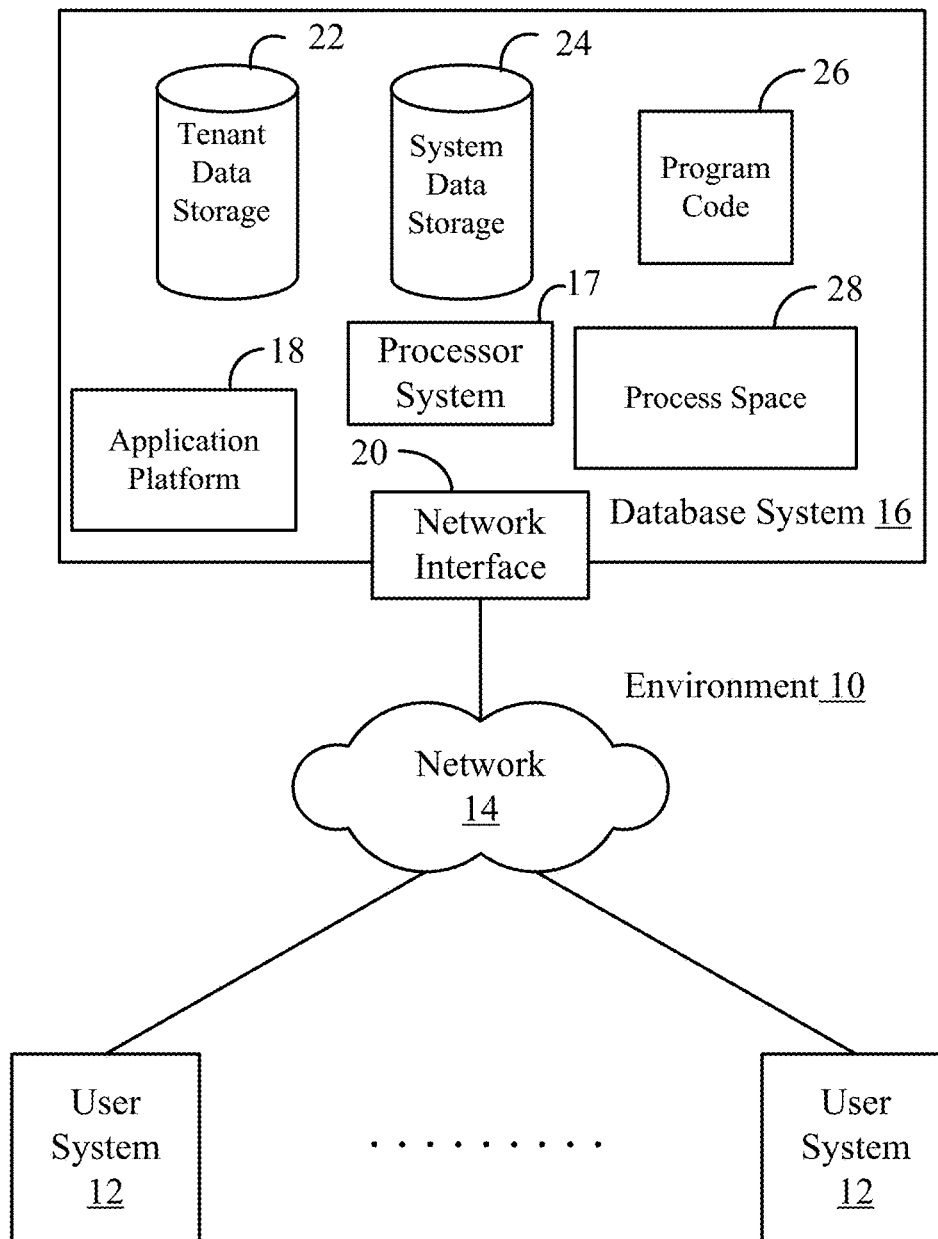 22
24
26
Tenant
Data
Storage
System
Data
Storage
Program
Code
17
28
18
Processor
System
Process Space
Application
Platform
20
Network
Interface
Database System 16
Environment 10
Network
14
User
System
12
. . . . . . . . .
User
System
12